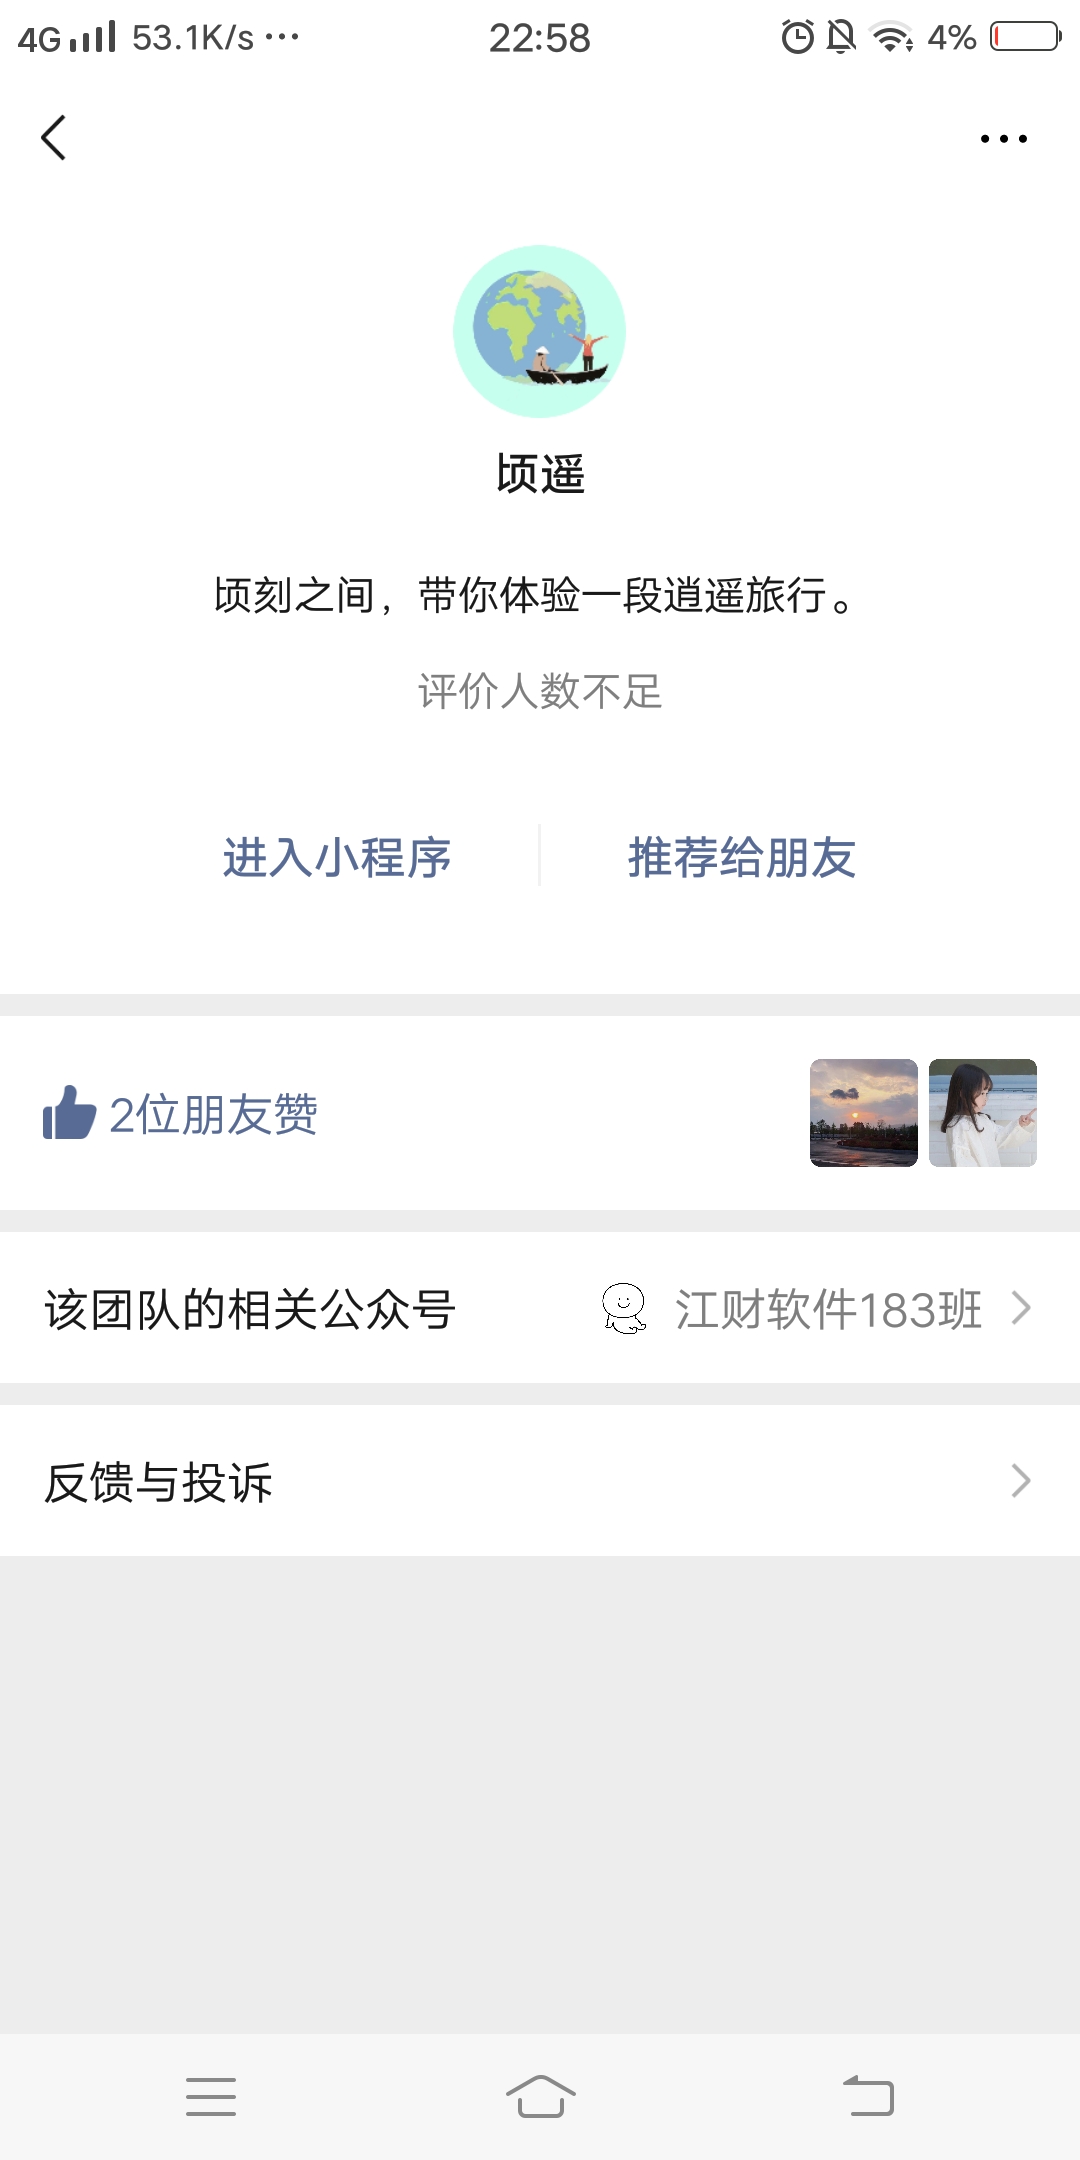 4G 53.1K/s ··· 22:58 4%
顷遥
顷刻之间，带你体验一段逍遥旅行。
评价人数不足
进入小程序 推荐给朋友
2位朋友赞
该团队的相关公众号 江财软件183班
反馈与投诉